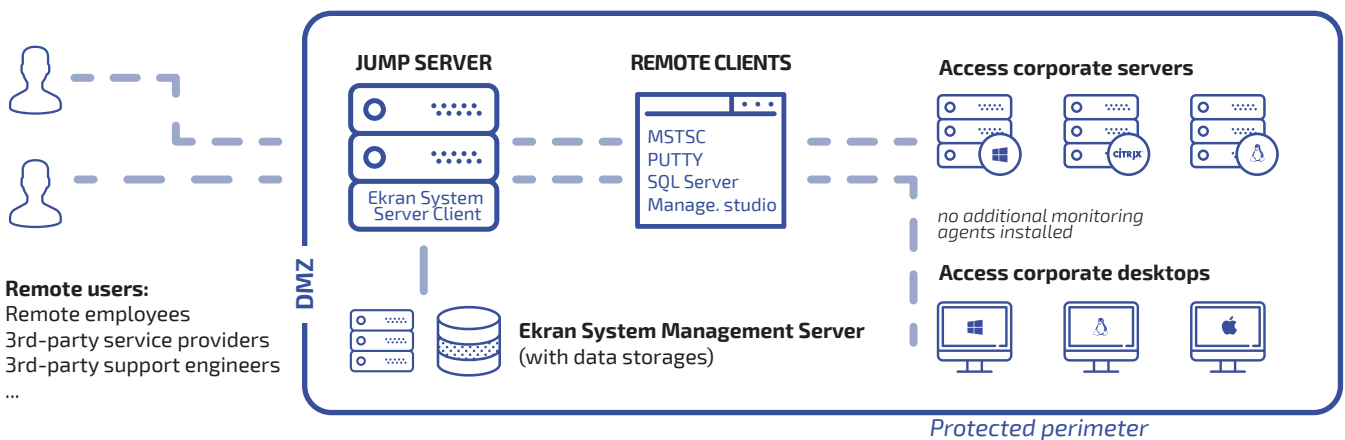 JUMP SERVER
REMOTE CLIENTS
Access corporate servers
MSTSC
PUTTY
SQL Server
Manage. studio
CİTRIX
Ekran System
Server Client
no additional monitoring
agents installed
DMZ
Access corporate desktops
Remote users:
Remote employees
3rd-party service providers
3rd-party support engineers
...
Ekran System Management Server
(with data storages)
Protected perimeter